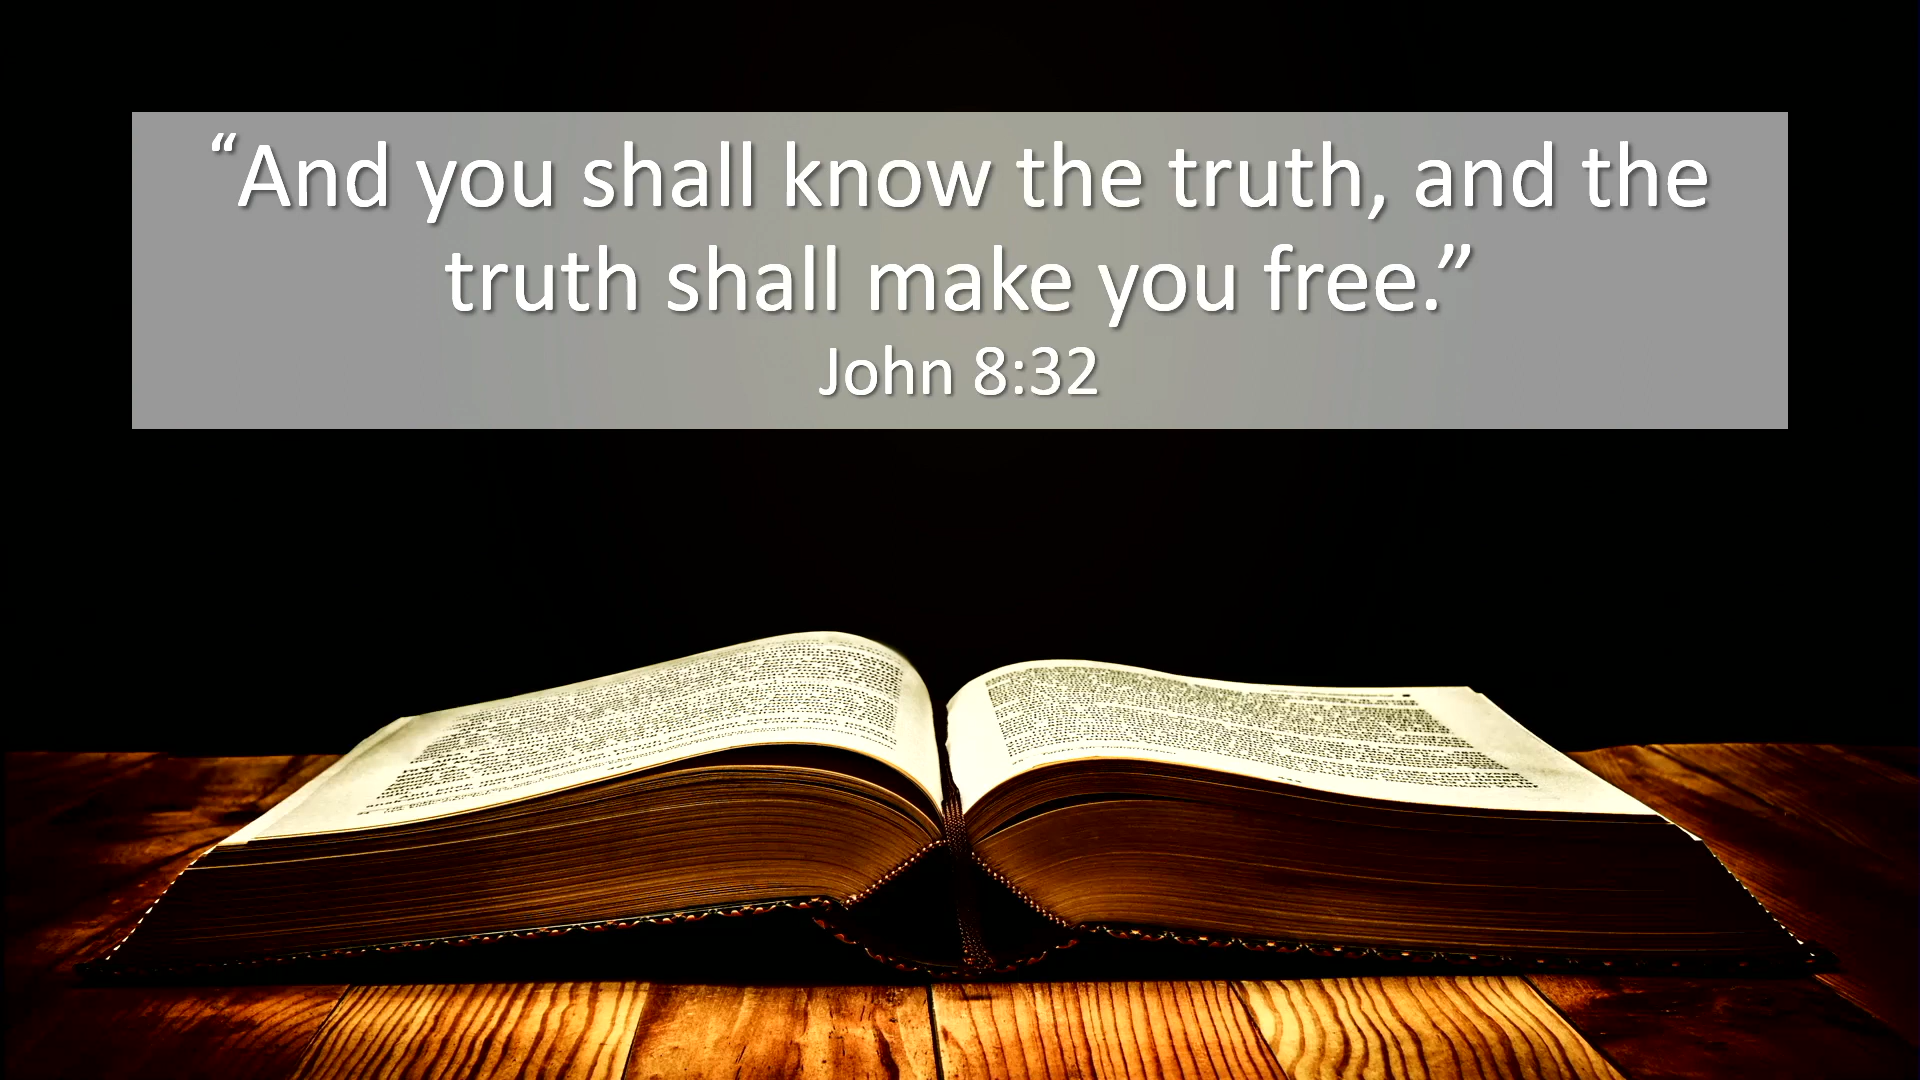 “And you shall know the truth, and the
truth shall make you free.”
John 8:32